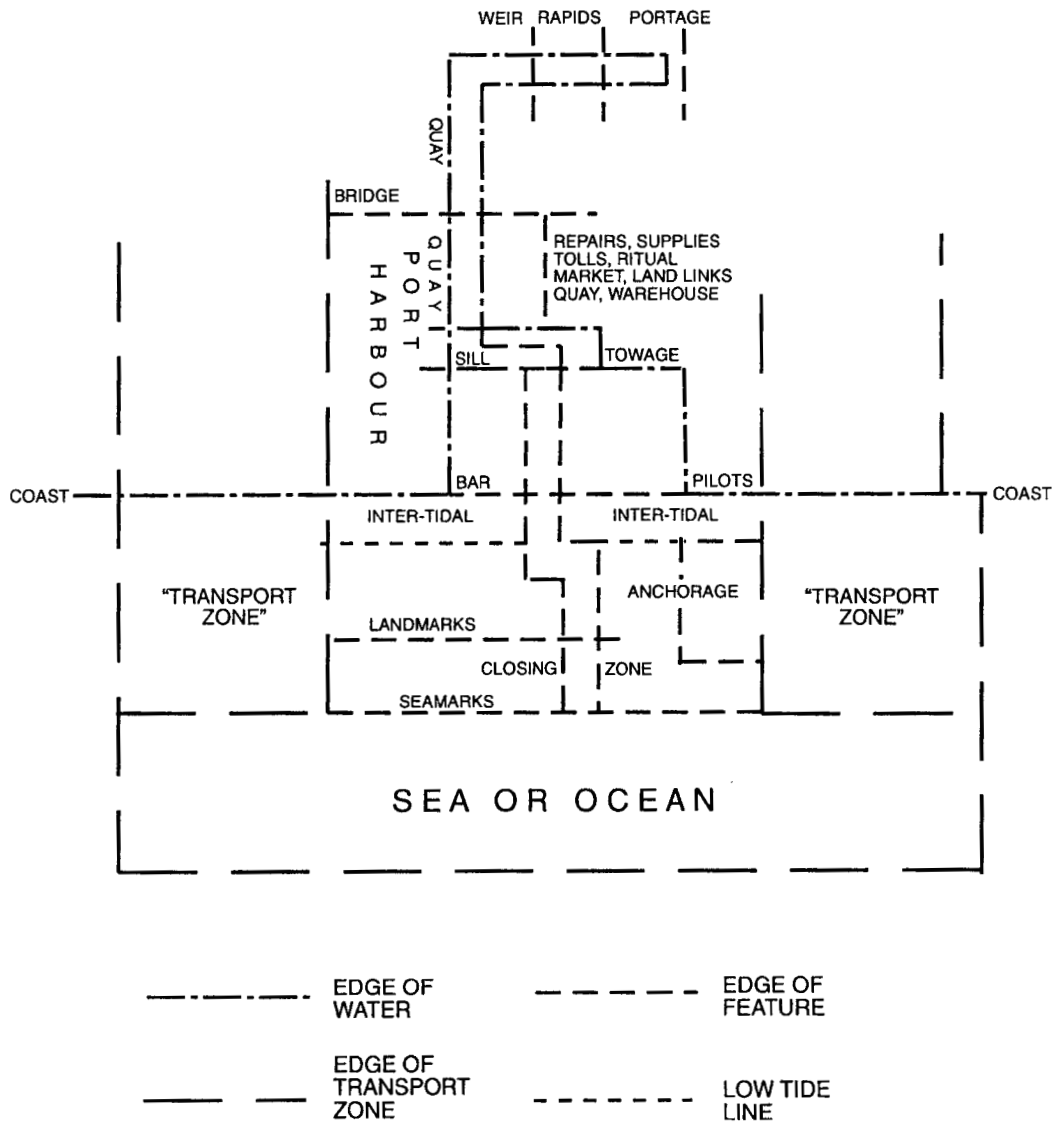 WEIR RAPIDS PORTAGE
QUAY
BRIDGE
QUAY
PORT
HARBOUR
REPAIRS, SUPPLIES
TOLLS, RITUAL
MARKET, LAND LINKS
QUAY, WAREHOUSE
SILL
TOWAGE
COAST
BAR
PILOTS
COAST
INTER-TIDAL
INTER-TIDAL
"TRANSPORT
ZONE"
ANCHORAGE
"TRANSPORT
ZONE"
LANDMARKS
CLOSING ZONE
SEAMARKS
SEA OR OCEAN
EDGE OF
WATER
EDGE OF
FEATURE
EDGE OF
TRANSPORT
ZONE
LOW TIDE
LINE